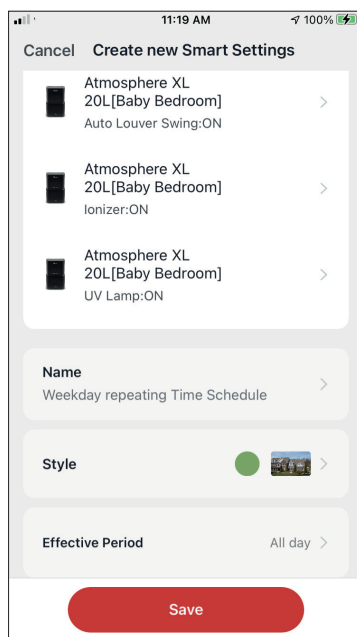 11:19 AM
100%
Cancel Create new Smart Settings
Atmosphere XL
20L[Baby Bedroom]
Auto Louver Swing:ON
Atmosphere XL
20L[Baby Bedroom]
Ionizer:ON
Atmosphere XL
20L[Baby Bedroom]
UV Lamp:ON
Name
Weekday repeating Time Schedule
Style
Effective Period All day
Save